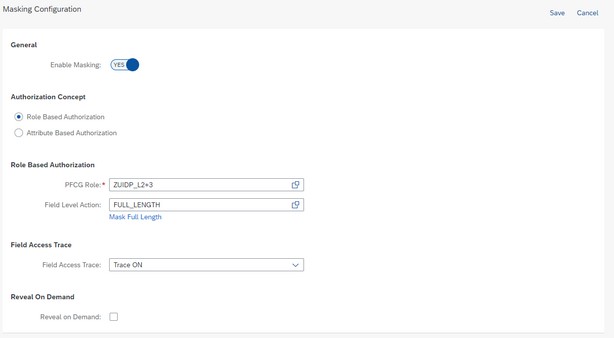 Masking Configuration
Save Cancel
General
Enable Masking: YES
Authorization Concept
Role Based Authorization
Attribute Based Authorization
Role Based Authorization
PFCG Role:* ZUIDP_L2+3
Field Level Action: FULL_LENGTH
Mask Full Length
Field Access Trace
Field Access Trace: Trace ON
Reveal On Demand
Reveal on Demand: